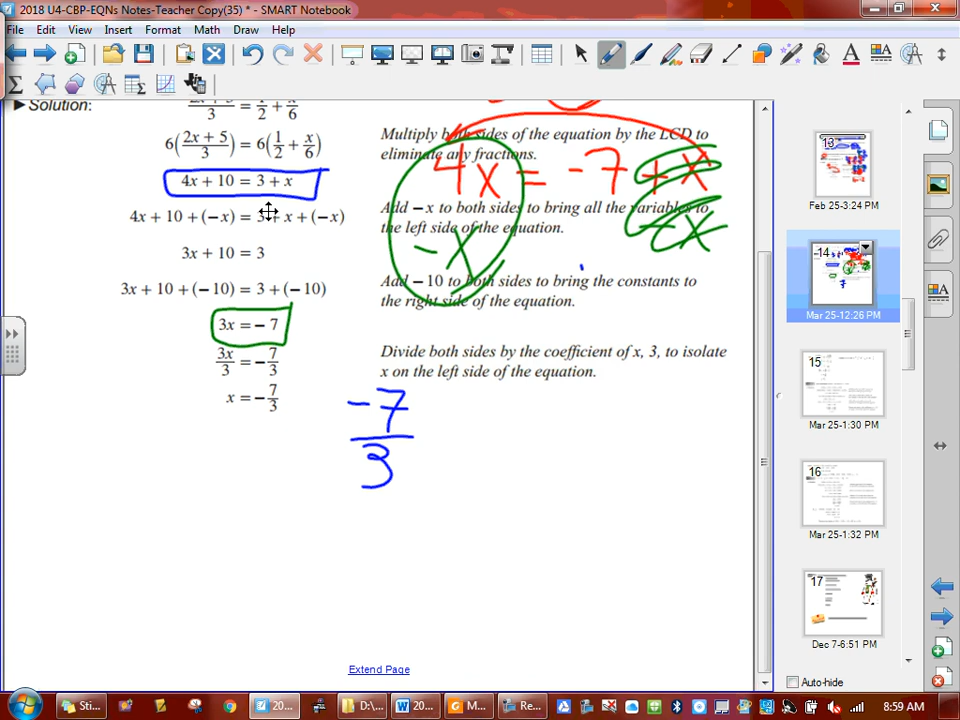 2018 U4-CBP-EQNs Notes-Teacher Copy(35) * - SMART Notebook
File Edit View Insert Format Math Draw Help
►Solution:
3 = 2 + 6
6(2x + 5/3) = 6(1/2 + x/6)
Multiply both sides of the equation by the LCD to
eliminate any fractions.
4x = -7 + x
4x + 10 = 3 + x
4x + 10 + (−x) = 3 + x + (−x)
Add −x to both sides to bring all the variables to
the left side of the equation.
-x -x
3x + 10 = 3
3x + 10 + (−10) = 3 + (−10)
Add −10 to both sides to bring the constants to
the right side of the equation.
3x = −7
3x/3 = −7/3
Divide both sides by the coefficient of x, 3, to isolate
x on the left side of the equation.
x = −7/3
-7/3
Extend Page
13
Feb 25-3:24 PM
14
Mar 25-12:26 PM
15
Mar 25-1:30 PM
16
Mar 25-1:32 PM
17
Dec 7-6:51 PM
Auto-hide
Sti...
20...
D:\...
20...
M...
Re...
8:59 AM